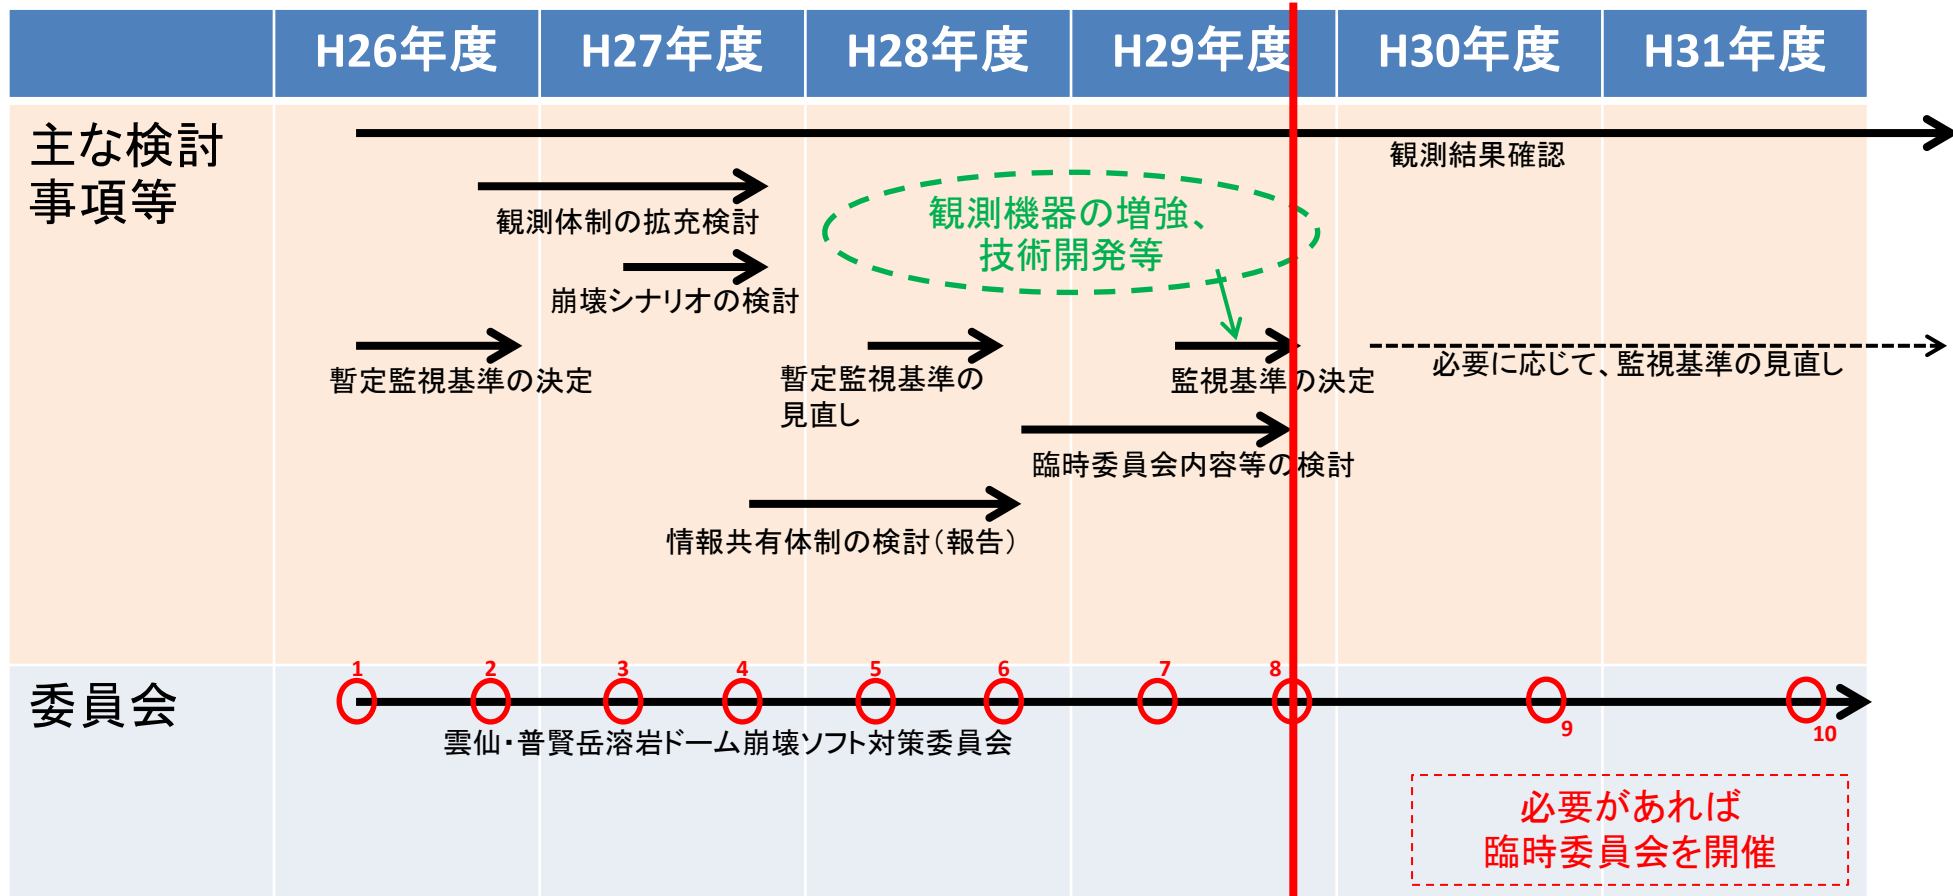 H26年度
H27年度
H28年度
H29年度
H30年度
H31年度
主な検討
事項等
観測結果確認
観測体制の拡充検討
観測機器の増強、
技術開発等
崩壊シナリオの検討
暫定監視基準の決定
暫定監視基準の
見直し
監視基準の決定
必要に応じて、監視基準の見直し
臨時委員会内容等の検討
情報共有体制の検討（報告）
委員会
1
2
3
4
5
6
7
8
9
10
雲仙・普賢岳溶岩ドーム崩壊ソフト対策委員会
必要があれば
臨時委員会を開催